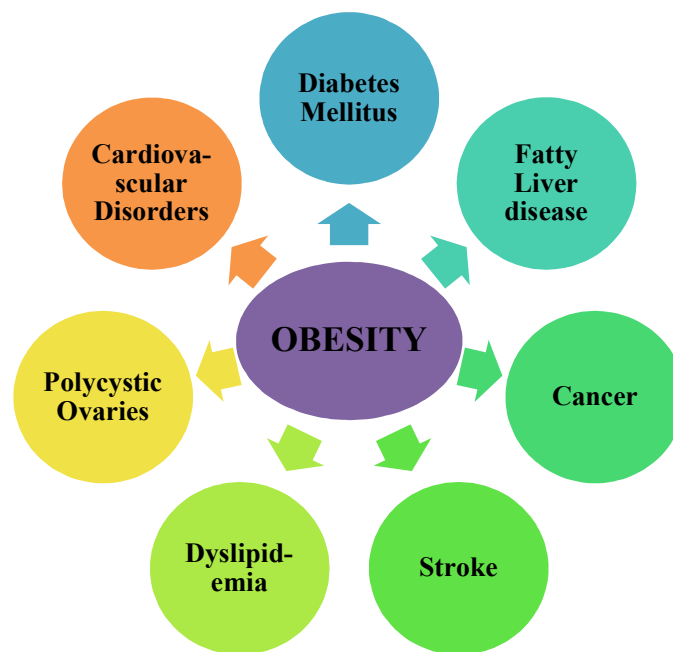 Diabetes
Mellitus
Fatty
Liver
disease
Cancer
Stroke
Dyslipid-
emia
Polycystic
Ovaries
Cardiova-
scular
Disorders
OBESITY